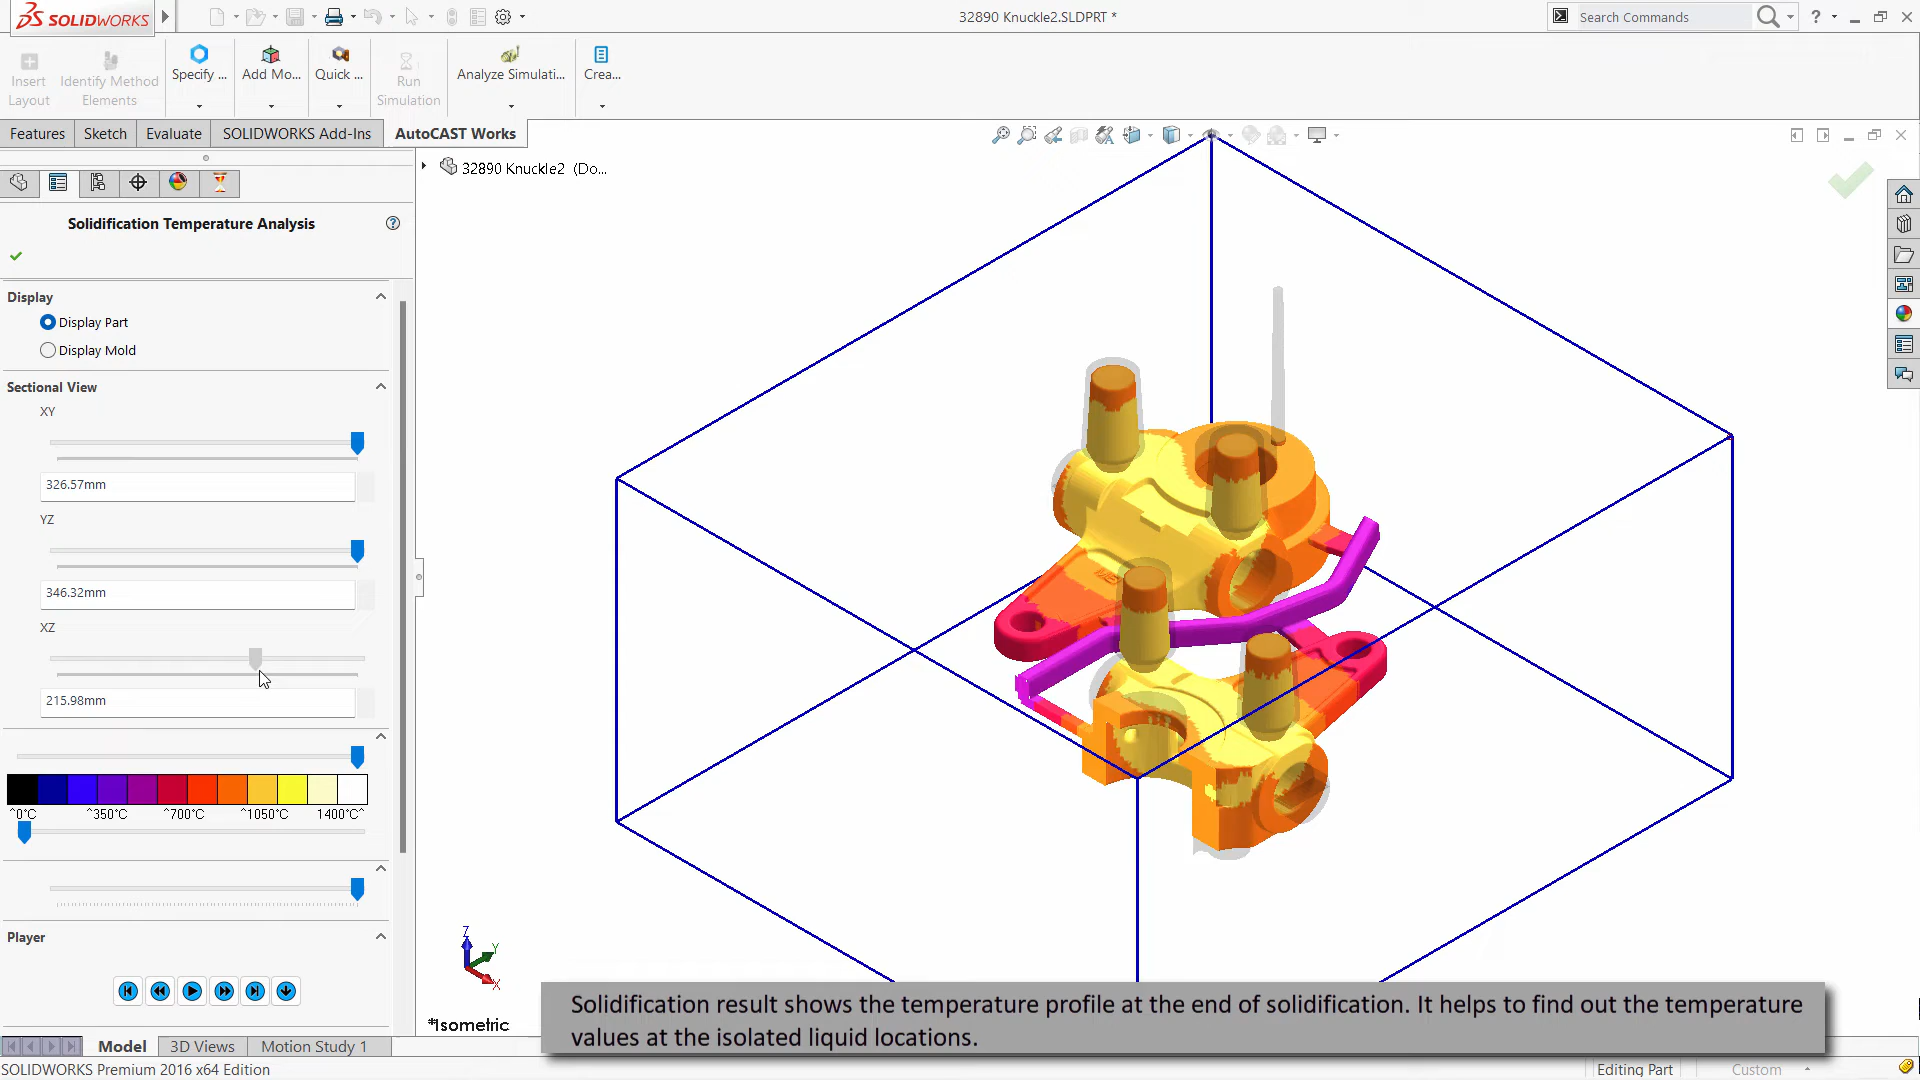 SOLIDWORKS
32890 Knuckle2.SLDPRT *
Search Commands
?
Insert Layout
Identify Method Elements
Specify ...
Add Mo...
Quick ...
Run Simulation
Analyze Simulati...
Crea...
Features
Sketch
Evaluate
SOLIDWORKS Add-Ins
AutoCAST Works
32890 Knuckle2 (Do...
Solidification Temperature Analysis
?
Display
Display Part
Display Mold
Sectional View
XY
326.57mm
YZ
346.32mm
XZ
215.98mm
^0°C ^350°C ^700°C ^1050°C 1400°C^
Player
Z
Y
X
*Isometric
Solidification result shows the temperature profile at the end of solidification. It helps to find out the temperature
values at the isolated liquid locations.
Model
3D Views
Motion Study 1
SOLIDWORKS Premium 2016 x64 Edition
Editing Part
Custom